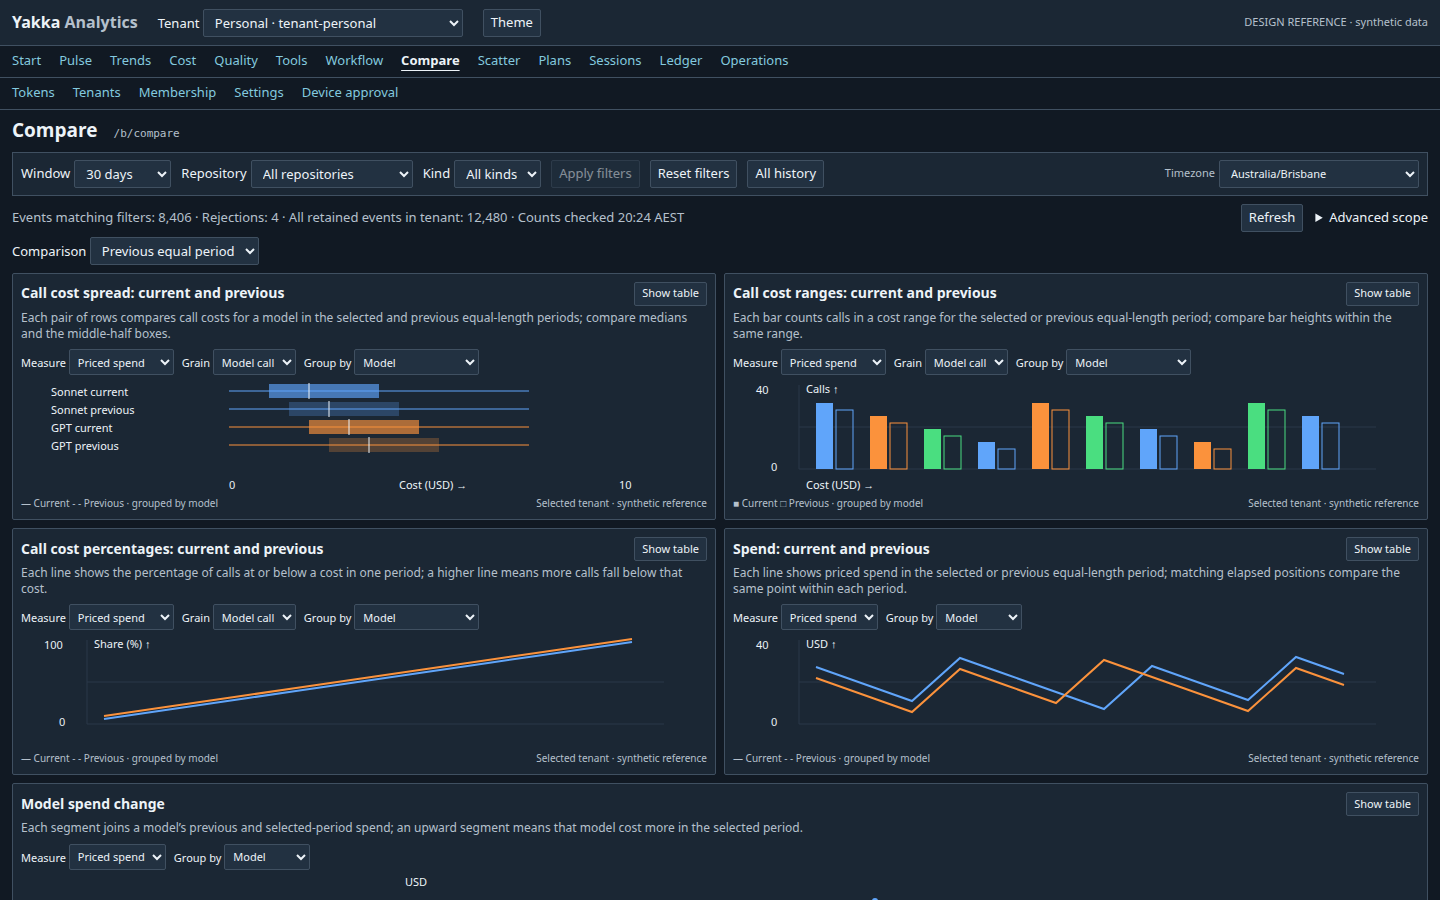 Yakka Analytics Tenant Personal · tenant-personal Theme DESIGN REFERENCE · synthetic data
Start Pulse Trends Cost Quality Tools Workflow Compare Scatter Plans Sessions Ledger Operations
Tokens Tenants Membership Settings Device approval
Compare /b/compare
Window 30 days Repository All repositories Kind All kinds Apply filters Reset filters All history Timezone Australia/Brisbane
Events matching filters: 8,406 · Rejections: 4 · All retained events in tenant: 12,480 · Counts checked 20:24 AEST Refresh ▶ Advanced scope
Comparison Previous equal period
Call cost spread: current and previous Show table
Each pair of rows compares call costs for a model in the selected and previous equal-length periods; compare medians
and the middle-half boxes.
Measure Priced spend Grain Model call Group by Model
Sonnet current
Sonnet previous
GPT current
GPT previous
0 Cost (USD) → 10
— Current - - Previous · grouped by model Selected tenant · synthetic reference
Call cost ranges: current and previous Show table
Each bar counts calls in a cost range for the selected or previous equal-length period; compare bar heights within the
same range.
Measure Priced spend Grain Model call Group by Model
40 Calls ↑
0
Cost (USD) →
■ Current □ Previous · grouped by model Selected tenant · synthetic reference
Call cost percentages: current and previous Show table
Each line shows the percentage of calls at or below a cost in one period; a higher line means more calls fall below that
cost.
Measure Priced spend Grain Model call Group by Model
100 Share (%) ↑
0
— Current - - Previous · grouped by model Selected tenant · synthetic reference
Spend: current and previous Show table
Each line shows priced spend in the selected or previous equal-length period; matching elapsed positions compare the
same point within each period.
Measure Priced spend Group by Model
40 USD ↑
0
— Current - - Previous · grouped by model Selected tenant · synthetic reference
Model spend change Show table
Each segment joins a model's previous and selected-period spend; an upward segment means that model cost more in the selected period.
Measure Priced spend Group by Model
USD